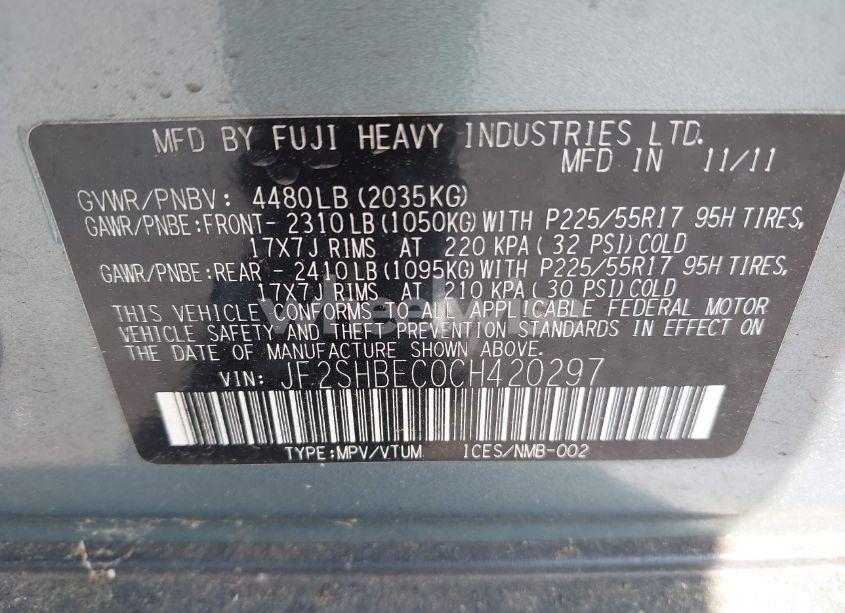 MFD BY FUJI HEAVY INDUSTRIES LTD.
MFD IN 11/11
GVWR/PNBV: 4480LB(2035KG)
GAWR/PNBE:FRONT- 2310LB(1050KG)WITH P225/55R17 95H TIRES,
17X7J RIMS AT 220 KPA( 32 PSI)COLD
GAWR/PNBE:REAR - 2410LB(1095KG)WITH P225/55R17 95H TIRES,
17X7J RIMS AT 210 KPA(30 PSI)COLD
THIS VEHICLE CONFORMS TO ALL APPLICABLE FEDERAL MOTOR
VEHICLE SAFETY AND THEFT PREVENTION STANDARDS IN EFFECT ON
THE DATE OF MANUFACTURE SHOWN ABOVE.
VIN: JF2SHBEC0CH420297
TYPE:MPV/VTUM ICES/NMB-002